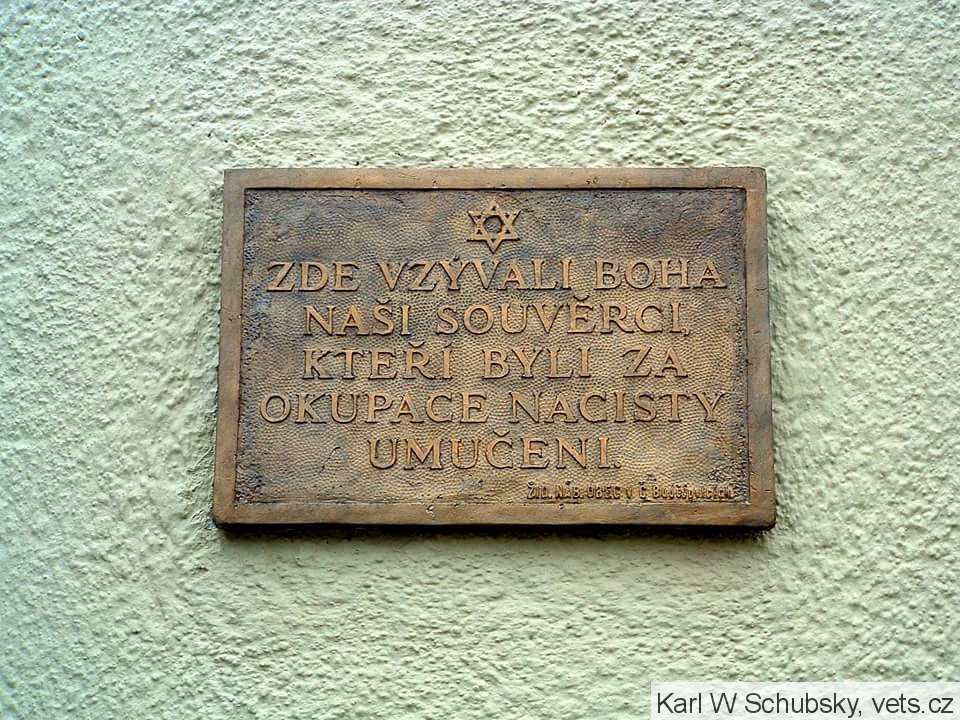 ZDE VZÝVALI BOHA
NAŠI SOUVĚRCI,
KTEŘÍ BYLI ZA
OKUPACE NACISTY
UMUČENI.
ŽID. NÁB. OBEC V Č. BUDĚJOVICÍCH
Karl W Schubsky, vets.cz